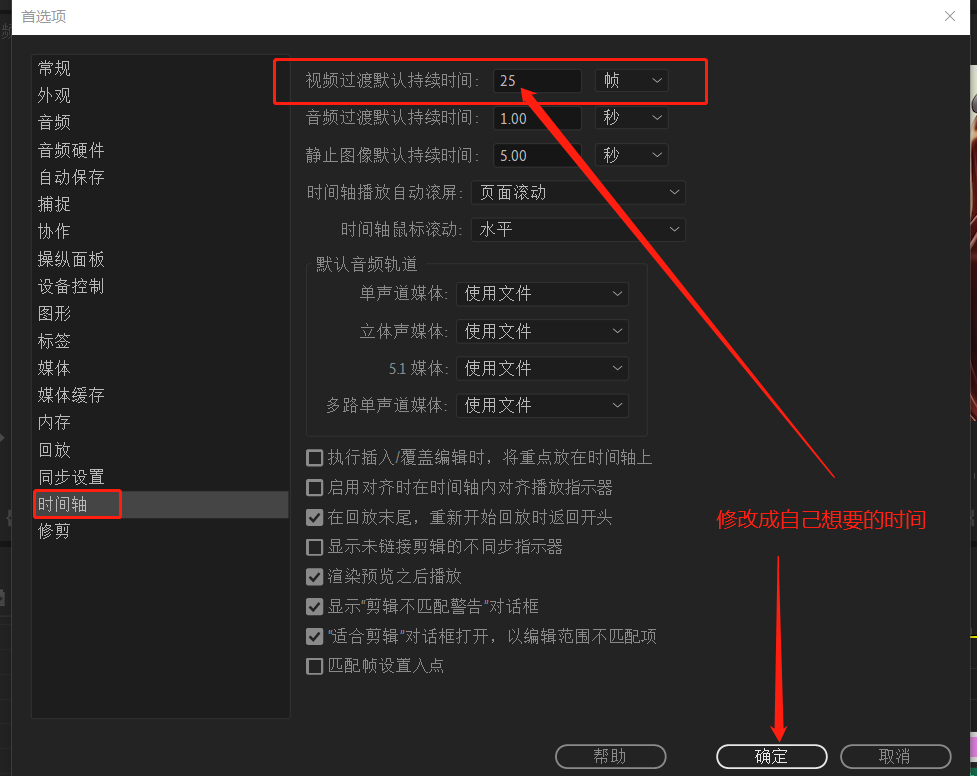 首选项
常规
外观
音频
音频硬件
自动保存
捕捉
协作
操纵面板
设备控制
图形
标签
媒体
媒体缓存
内存
回放
同步设置
时间轴
修剪
视频过渡默认持续时间: 25 帧
音频过渡默认持续时间: 1.00 秒
静止图像默认持续时间: 5.00 秒
时间轴播放自动滚屏: 页面滚动
时间轴鼠标滚动: 水平
默认音频轨道
单声道媒体: 使用文件
立体声媒体: 使用文件
5.1 媒体: 使用文件
多路单声道媒体: 使用文件
执行插入/覆盖编辑时，将重点放在时间轴上
启用对齐时在时间轴内对齐播放指示器
在回放末尾，重新开始回放时返回开头
显示未链接剪辑的不同步指示器
渲染预览之后播放
显示"剪辑不匹配警告"对话框
"适合剪辑"对话框打开，以编辑范围不匹配项
匹配帧设置入点
修改成自己想要的时间
帮助 确定 取消